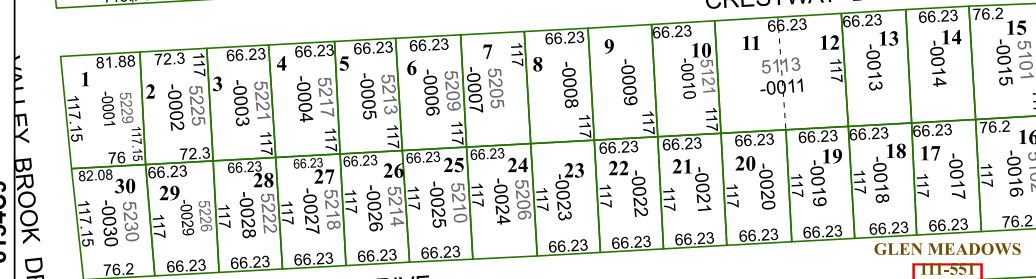 CRESTWAY
81.88 72.3 117 66.23 66.23 66.23 66.23 7 117 66.23 9 66.23 10 11 66.23 12 66.23 13 66.23 14 76.2 15
1 2 3 4 5 6 8
117.15 -0001 5229 117.15 -0002 5225 -0003 5221 117 -0004 5217 117 -0005 5213 117 -0006 5209 117 -0007 5205 -0008 117 -0009 117 -0010 5121 117 5113 -0011 117 -0013 -0014 -0015 5101
76 72.3
82.08 66.23 66.23 66.23 66.23 66.23 66.23 66.23 66.23 66.23 66.23 66.23 66.23 76.2
30 29 28 27 26 25 24 23 22 21 20 19 18 17 16
117.15 -0030 5230 117 -0029 5226 117 -0028 5222 117 -0027 5218 117 -0026 5214 117 -0025 5210 117 -0024 5206 -0023 117 117 -0022 117 -0021 117 -0020 117 -0019 117 -0018 117 -0017 117 -0016
76.2 66.23 66.23 66.23 66.23 66.23 66.23 66.23 66.23 66.23 66.23 66.23 76.2
VALLEY BROOK DR
GLEN MEADOWS
111-551